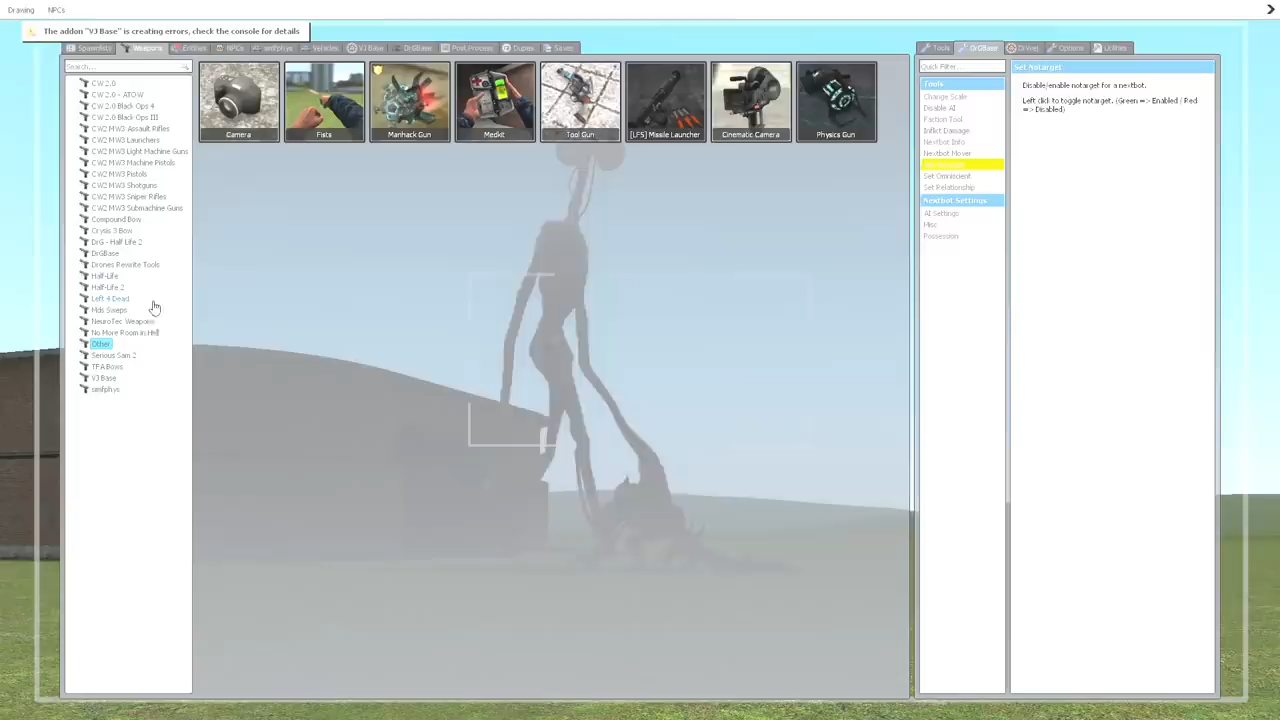 Drawing NPCs
The addon "VJ Base" is creating errors, check the console for details
Spawnlists Weapons Entities NPCs smfphys Vehicles VJ Base DrGBase Post Process Dupes Saves
Tools DrGBase DrVrej Options Utilities
Search...
CW 2.0
CW 2.0 - ATOW
CW 2.0 Black Ops 4
CW 2.0 Black Ops III
CW2 MW3 Assault Rifles
CW2 MW3 Launchers
CW2 MW3 Light Machine Guns
CW2 MW3 Machine Pistols
CW2 MW3 Pistols
CW2 MW3 Shotguns
CW2 MW3 Sniper Rifles
CW2 MW3 Submachine Guns
Compound Bow
Crysis 3 Bow
DrG - Half Life 2
DrGBase
Drones Rewrite Tools
Half-Life
Half-Life 2
Left 4 Dead
Mds Sweps
NeuroTec Weapons
No More Room in Hell
Other
Serious Sam 2
TFA Bows
VJ Base
smfphys
Camera
Fists
Manhack Gun
Medkit
Tool Gun
[LFS] Missile Launcher
Cinematic Camera
Physics Gun
Quick Filter...
Tools
Change Scale
Disable AI
Faction Tool
Inflict Damage
Nextbot Info
Nextbot Mover
Set Omniscient
Set Relationship
Nextbot Settings
AI Settings
Misc
Possession
Set Notarget
Disable/enable notarget for a nextbot.
Left click to toggle notarget. (Green => Enabled / Red
=> Disabled)